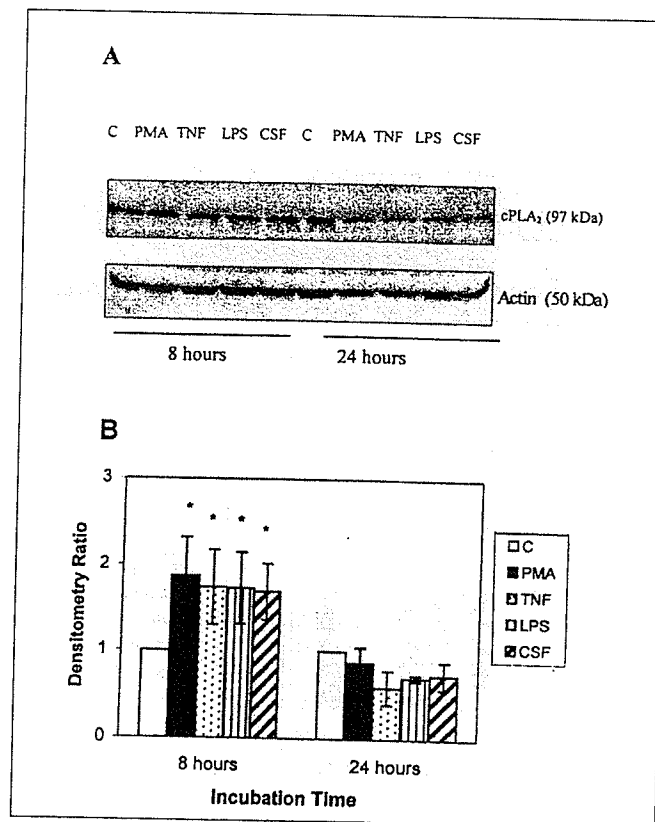 A
C PMA TNF LPS CSF C PMA TNF LPS CSF
cPLA₂ (97 kDa)
Actin (50 kDa)
8 hours 24 hours
B
3
2
1
0
Densitometry Ratio
* * * *
8 hours 24 hours
Incubation Time
C
PMA
TNF
LPS
CSF